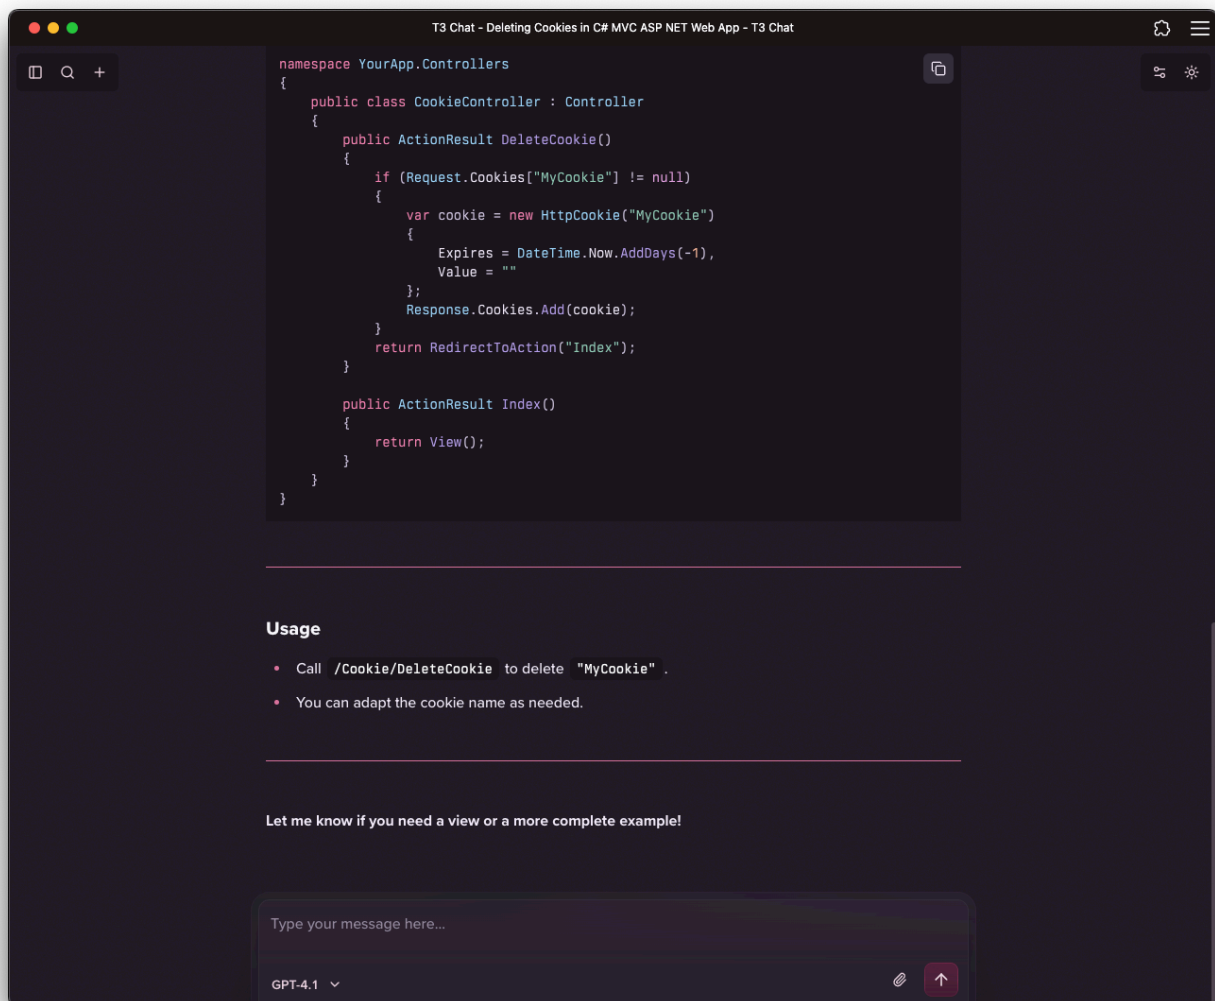 T3 Chat - Deleting Cookies in C# MVC ASP NET Web App - T3 Chat
namespace YourApp.Controllers
{
    public class CookieController : Controller
    {
        public ActionResult DeleteCookie()
        {
            if (Request.Cookies["MyCookie"] != null)
            {
                var cookie = new HttpCookie("MyCookie")
                {
                    Expires = DateTime.Now.AddDays(-1),
                    Value = ""
                };
                Response.Cookies.Add(cookie);
            }
            return RedirectToAction("Index");
        }

        public ActionResult Index()
        {
            return View();
        }
    }
}
Usage
• Call /Cookie/DeleteCookie to delete "MyCookie" .
• You can adapt the cookie name as needed.
Let me know if you need a view or a more complete example!
Type your message here...
GPT-4.1